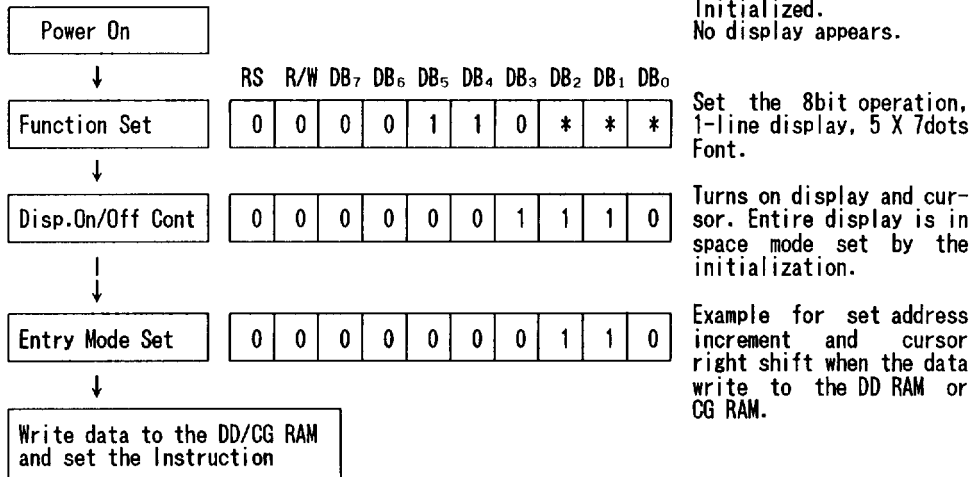 Initialized.
Power On
No display appears.
RS R/W DB₇ DB₆ DB₅ DB₄ DB₃ DB₂ DB₁ DB₀
Function Set
0 0 0 0 1 1 0 * * *
Set the 8bit operation,
1-line display, 5 X 7dots
Font.
Disp.On/Off Cont
0 0 0 0 0 0 1 1 1 0
Turns on display and cur-
sor. Entire display is in
space mode set by the
initialization.
Entry Mode Set
0 0 0 0 0 0 0 1 1 0
Example for set address
increment and cursor
right shift when the data
write to the DD RAM or
CG RAM.
Write data to the DD/CG RAM
and set the Instruction